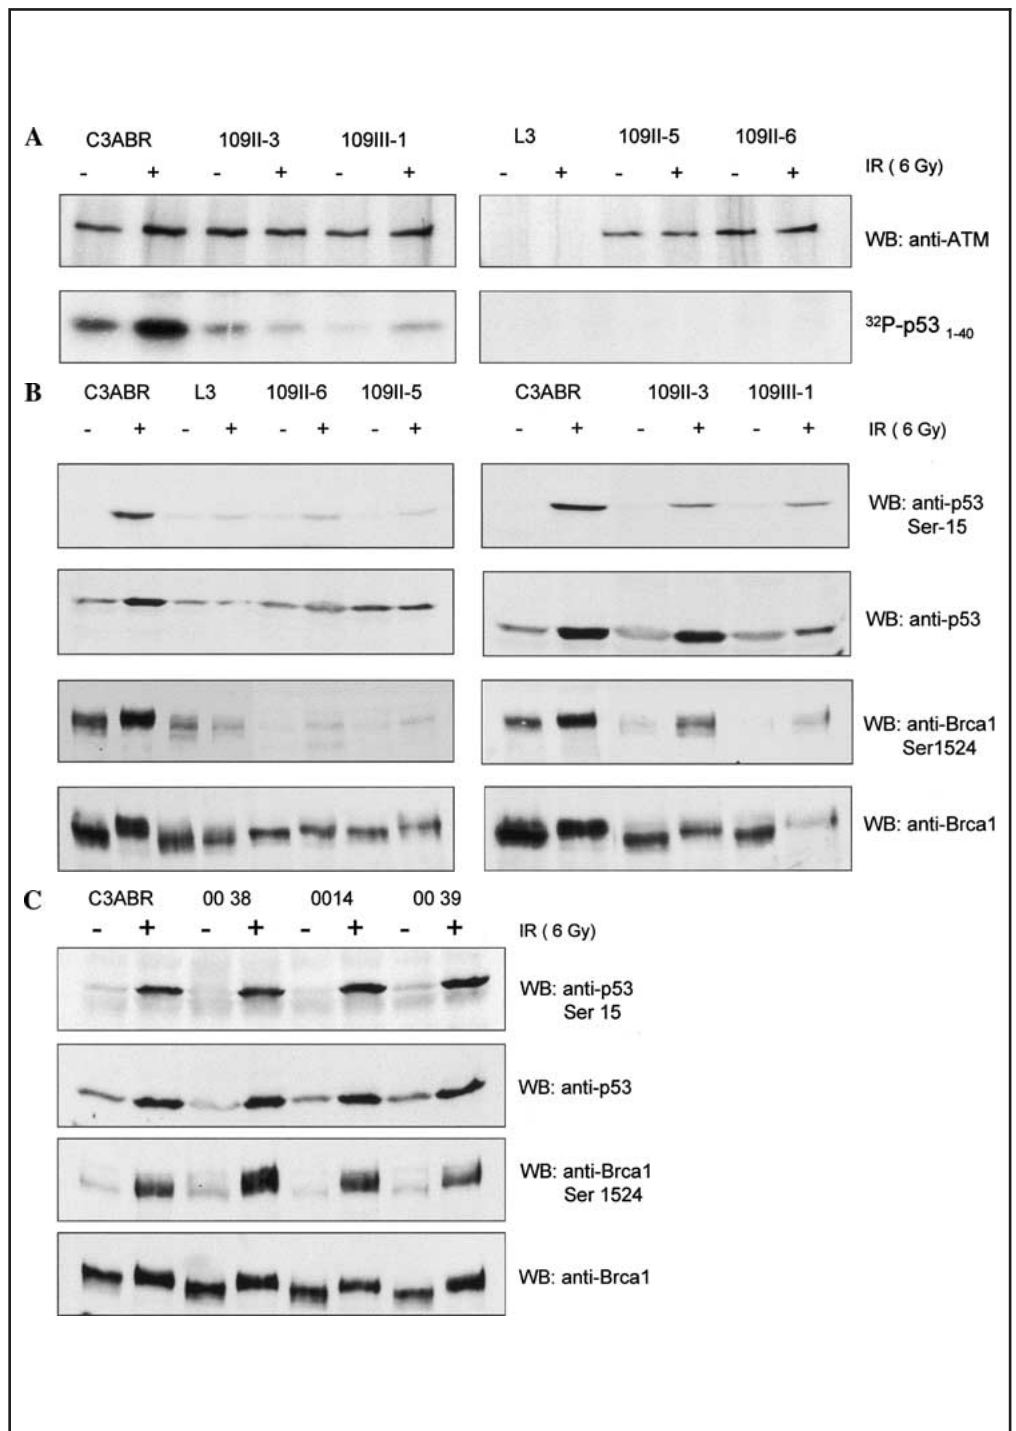 A
C3ABR 109II-3 109III-1 L3 109II-5 109II-6
- + - + - + - + - + - + IR ( 6 Gy)
WB: anti-ATM
32P-p53 1-40
B
C3ABR L3 109II-6 109II-5 C3ABR 109II-3 109III-1
- + - + - + - + - + - + - + IR ( 6 Gy)
WB: anti-p53
Ser-15
WB: anti-p53
WB: anti-Brca1
Ser1524
WB: anti-Brca1
C
C3ABR 00 38 0014 00 39
- + - + - + - + IR ( 6 Gy)
WB: anti-p53
Ser 15
WB: anti-p53
WB: anti-Brca1
Ser 1524
WB: anti-Brca1